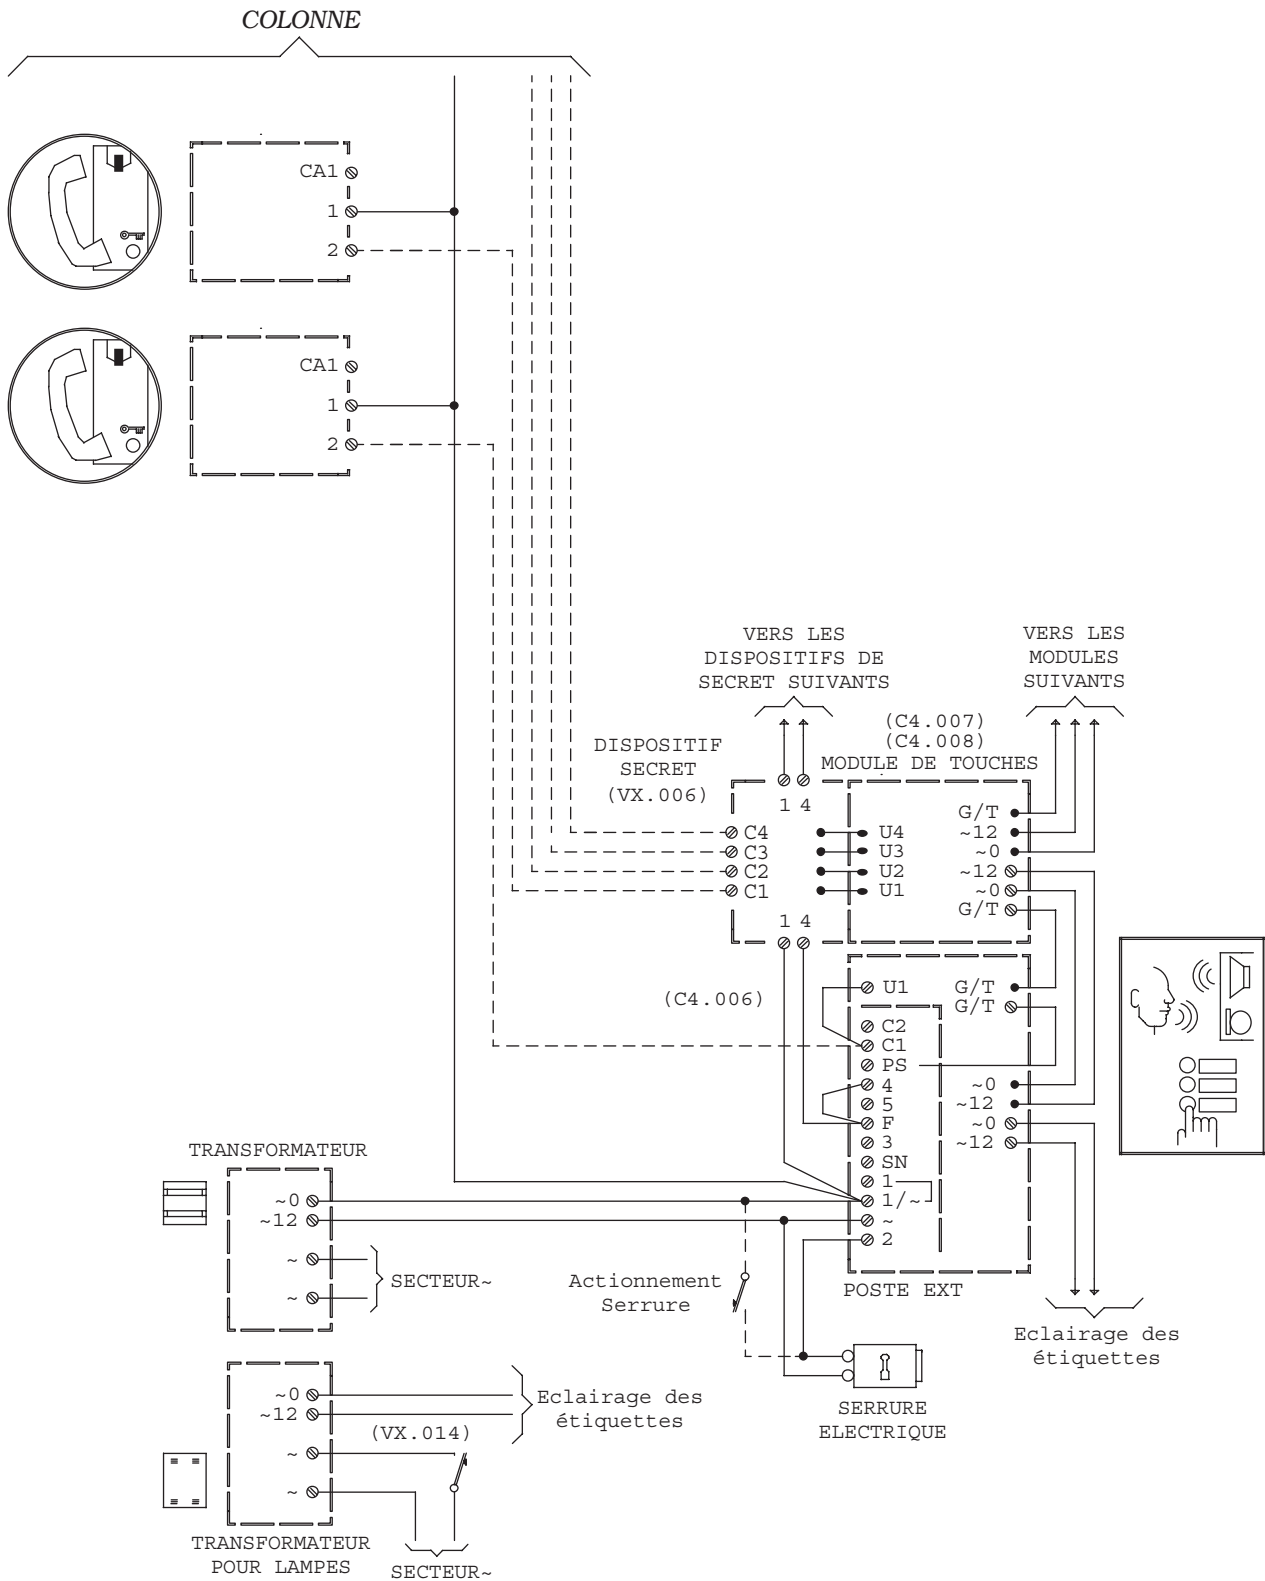 COLONNE
CA1
1
2
CA1
1
2
VERS LES
DISPOSITIFS DE
SECRET SUIVANTS
VERS LES
MODULES
SUIVANTS
(C4.007)
(C4.008)
MODULE DE TOUCHES
DISPOSITIF
SECRET
(VX.006)
1 4
C4
C3
C2
C1
1 4
U4
U3
U2
U1
G/T
~12
~0
~12
~0
G/T
(C4.006)
U1
C2
C1
PS
4
5
F
3
SN
1
1/~
~
2
G/T
G/T
~0
~12
~0
~12
POSTE EXT
TRANSFORMATEUR
~0
~12
~
~
SECTEUR~
Actionnement
Serrure
Eclairage des
étiquettes
SERRURE
ELECTRIQUE
~0
~12
~
~
Eclairage des
étiquettes
(VX.014)
TRANSFORMATEUR
POUR LAMPES
SECTEUR~